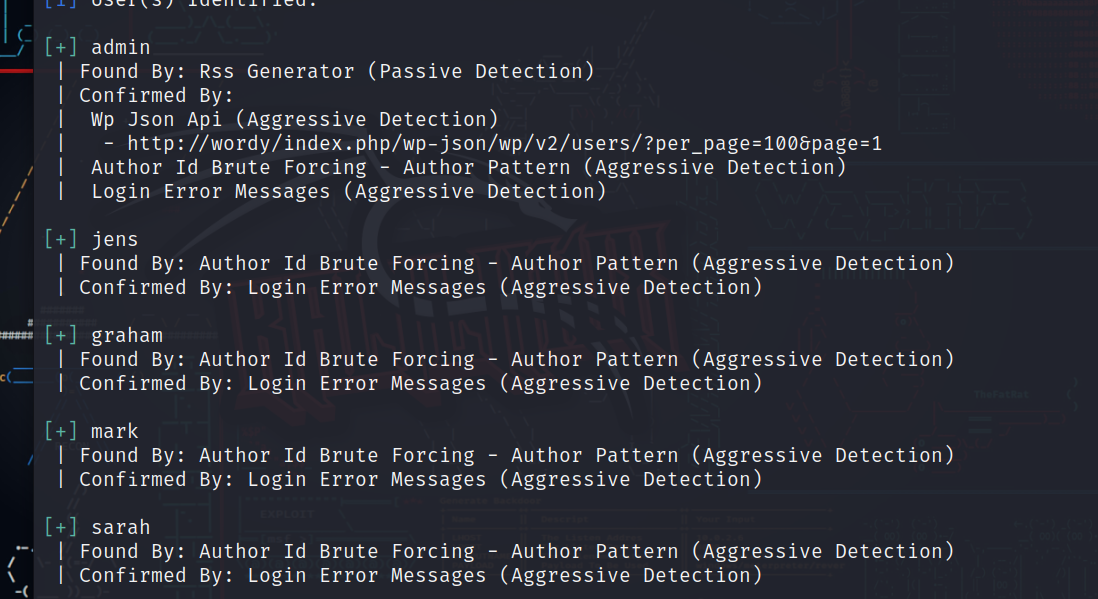 [i] User(s) Identified:
[+] admin
| Found By: Rss Generator (Passive Detection)
| Confirmed By:
|  Wp Json Api (Aggressive Detection)
|   - http://wordy/index.php/wp-json/wp/v2/users/?per_page=100&page=1
|  Author Id Brute Forcing - Author Pattern (Aggressive Detection)
|  Login Error Messages (Aggressive Detection)
[+] jens
| Found By: Author Id Brute Forcing - Author Pattern (Aggressive Detection)
| Confirmed By: Login Error Messages (Aggressive Detection)
[+] graham
| Found By: Author Id Brute Forcing - Author Pattern (Aggressive Detection)
| Confirmed By: Login Error Messages (Aggressive Detection)
[+] mark
| Found By: Author Id Brute Forcing - Author Pattern (Aggressive Detection)
| Confirmed By: Login Error Messages (Aggressive Detection)
[+] sarah
| Found By: Author Id Brute Forcing - Author Pattern (Aggressive Detection)
| Confirmed By: Login Error Messages (Aggressive Detection)
TheFatRat
EXPLOIT